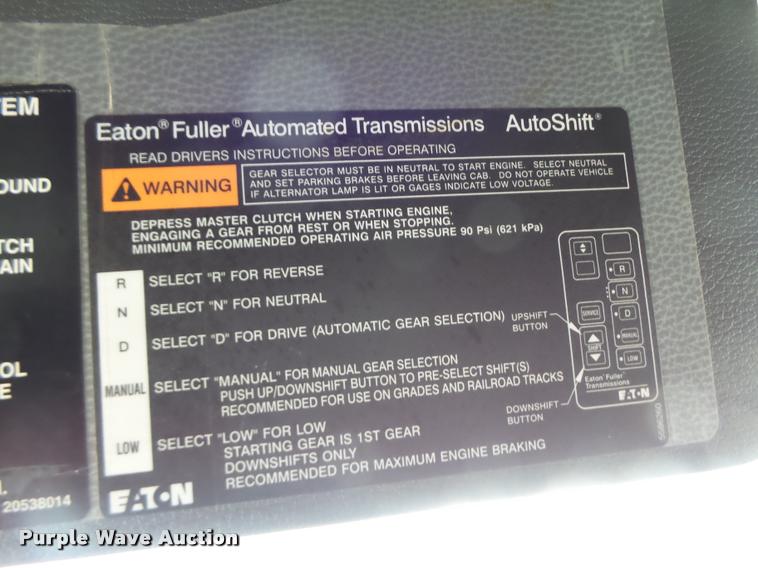 EM
OUND
TCH
AIN
OL
E
20538014
Eaton® Fuller® Automated Transmissions AutoShift®
READ DRIVERS INSTRUCTIONS BEFORE OPERATING
WARNING
GEAR SELECTOR MUST BE IN NEUTRAL TO START ENGINE. SELECT NEUTRAL
AND SET PARKING BRAKES BEFORE LEAVING CAB. DO NOT OPERATE VEHICLE
IF ALTERNATOR LAMP IS LIT OR GAGES INDICATE LOW VOLTAGE.
DEPRESS MASTER CLUTCH WHEN STARTING ENGINE,
ENGAGING A GEAR FROM REST OR WHEN STOPPING.
MINIMUM RECOMMENDED OPERATING AIR PRESSURE 90 Psi (621 kPa)
R SELECT "R" FOR REVERSE
N SELECT "N" FOR NEUTRAL
D SELECT "D" FOR DRIVE (AUTOMATIC GEAR SELECTION)
MANUAL SELECT "MANUAL" FOR MANUAL GEAR SELECTION
PUSH UP/DOWNSHIFT BUTTON TO PRE-SELECT SHIFT(S)
RECOMMENDED FOR USE ON GRADES AND RAILROAD TRACKS
LOW SELECT "LOW" FOR LOW
STARTING GEAR IS 1ST GEAR
DOWNSHIFTS ONLY
RECOMMENDED FOR MAXIMUM ENGINE BRAKING
EATON
UPSHIFT
BUTTON
DOWNSHIFT
BUTTON
R
N
SERVICE
D
SHIFT
MANUAL
LOW
Eaton® Fuller®
Transmissions
EATON
Purple Wave Auction